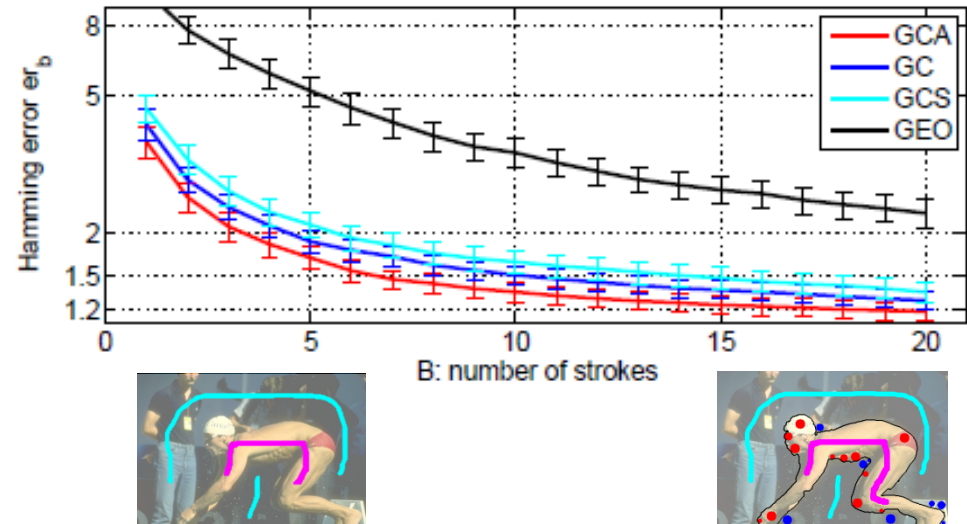 8
5
2
1.5
1.2
Hamming error er_b
GCA
GC
GCS
GEO
0 5 10 15 20
B: number of strokes